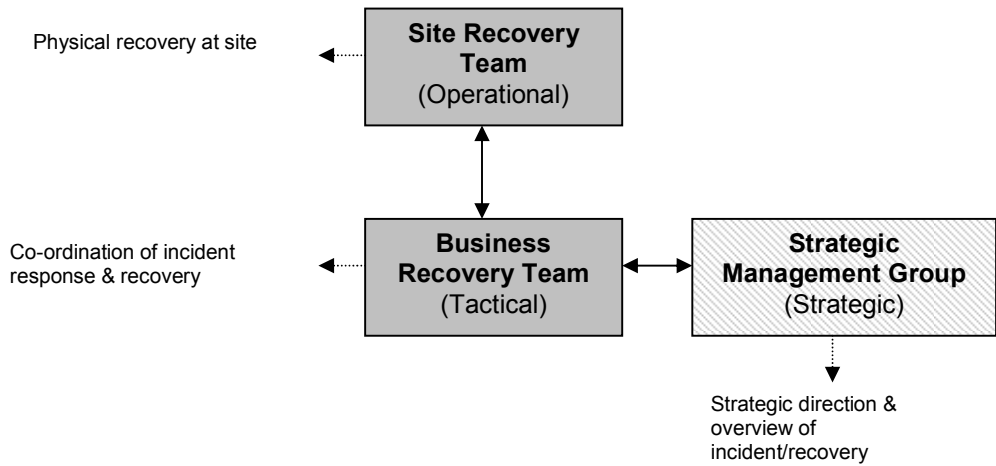 Physical recovery at site
Site Recovery
Team
(Operational)
Co-ordination of incident
response & recovery
Business
Recovery Team
(Tactical)
Strategic
Management Group
(Strategic)
Strategic direction &
overview of
incident/recovery